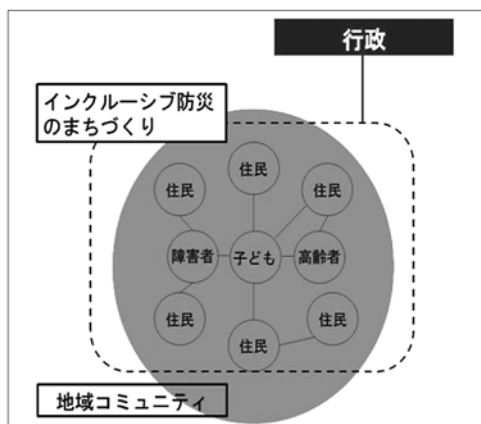 行政
インクルーシブ防災
のまちづくり
住民
住民
住民
障害者
子ども
高齢者
住民
住民
住民
地域コミュニティ